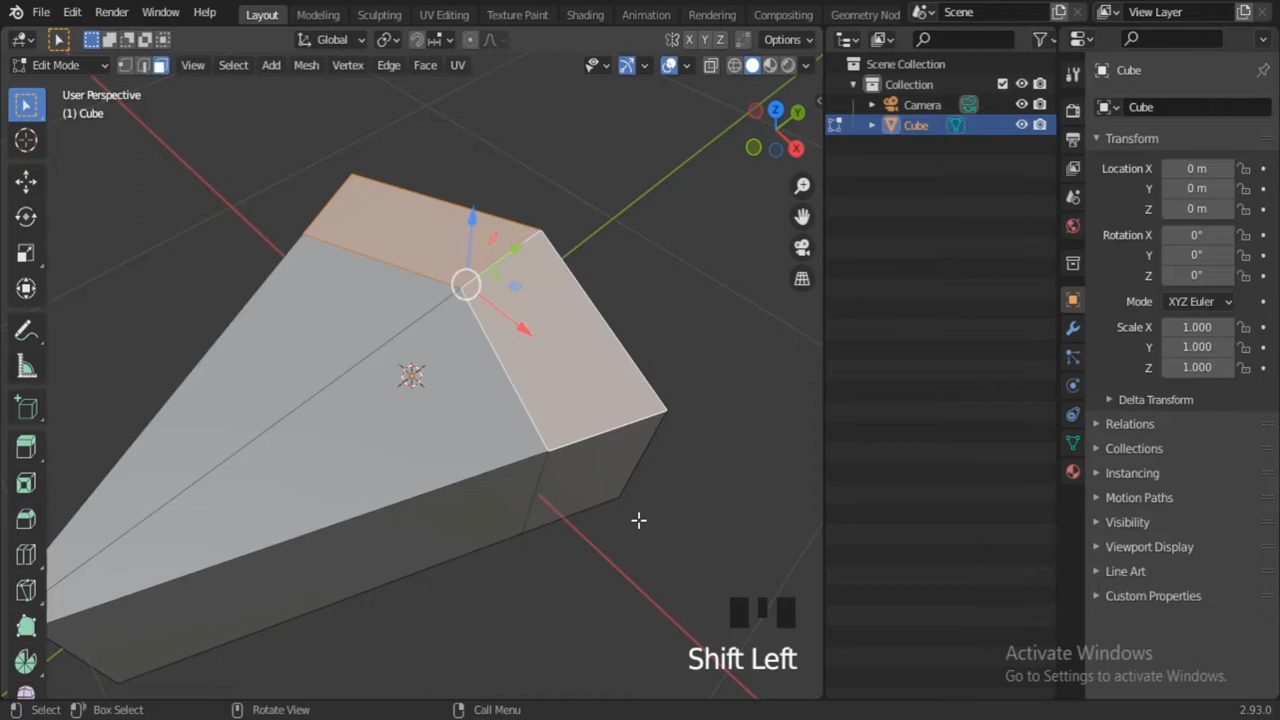 File Edit Render Window Help Layout Modeling Sculpting UV Editing Texture Paint Shading Animation Rendering Compositing Geometry Nod Scene View Layer
Global X Y Z Options
Edit Mode View Select Add Mesh Vertex Edge Face UV
User Perspective
(1) Cube
Z
Y
X
Scene Collection
Collection
Camera
Cube
Cube
Cube
Transform
Location X 0 m
Y 0 m
Z 0 m
Rotation X 0°
Y 0°
Z 0°
Mode XYZ Euler
Scale X 1.000
Y 1.000
Z 1.000
Delta Transform
Relations
Collections
Instancing
Motion Paths
Visibility
Viewport Display
Line Art
Custom Properties
Shift Left
Activate Windows
Go to Settings to activate Windows.
Select Box Select Rotate View Call Menu 2.93.0